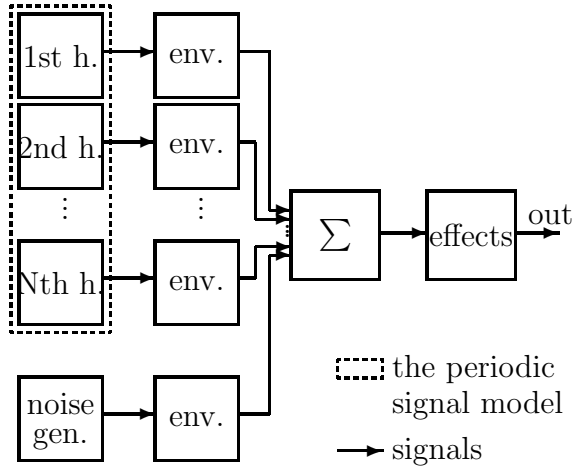 1st h.
env.
2nd h.
env.
⋮
⋮
⋮
∑
effects
out
Nth h.
env.
noise
gen.
env.
the periodic
signal model
signals